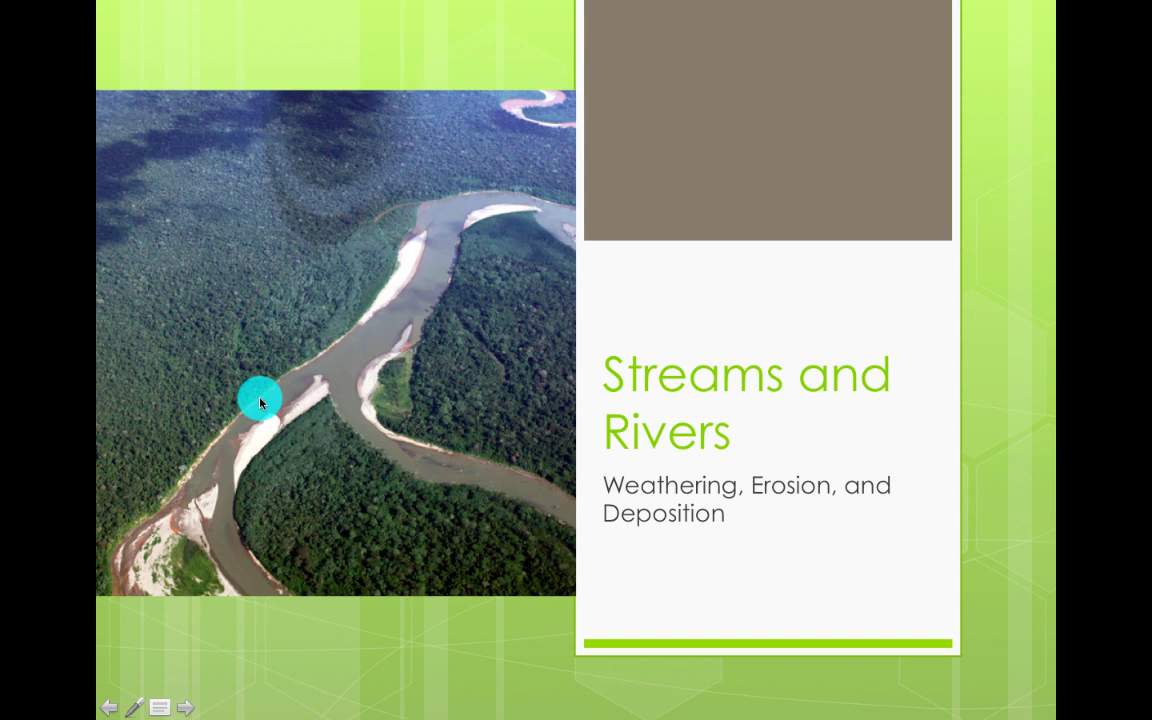 Streams and
Rivers
Weathering, Erosion, and
Deposition